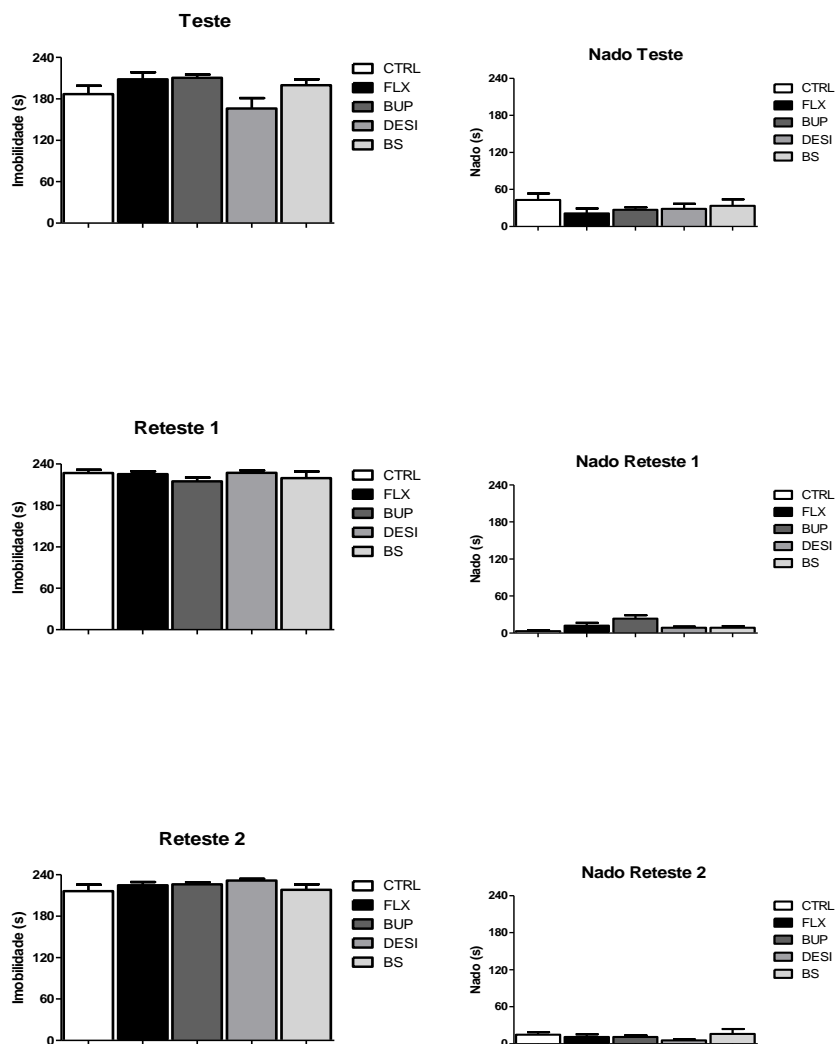 Teste
Imobilidade (s)
240
180
120
60
0
CTRL
FLX
BUP
DESI
BS
Nado Teste
Nado (s)
240
180
120
60
0
CTRL
FLX
BUP
DESI
BS
Reteste 1
Imobilidade (s)
240
180
120
60
0
CTRL
FLX
BUP
DESI
BS
Nado Reteste 1
Nado (s)
240
180
120
60
0
CTRL
FLX
BUP
DESI
BS
Reteste 2
Imobilidade (s)
240
180
120
60
0
CTRL
FLX
BUP
DESI
BS
Nado Reteste 2
Nado (s)
240
180
120
60
0
CTRL
FLX
BUP
DESI
BS